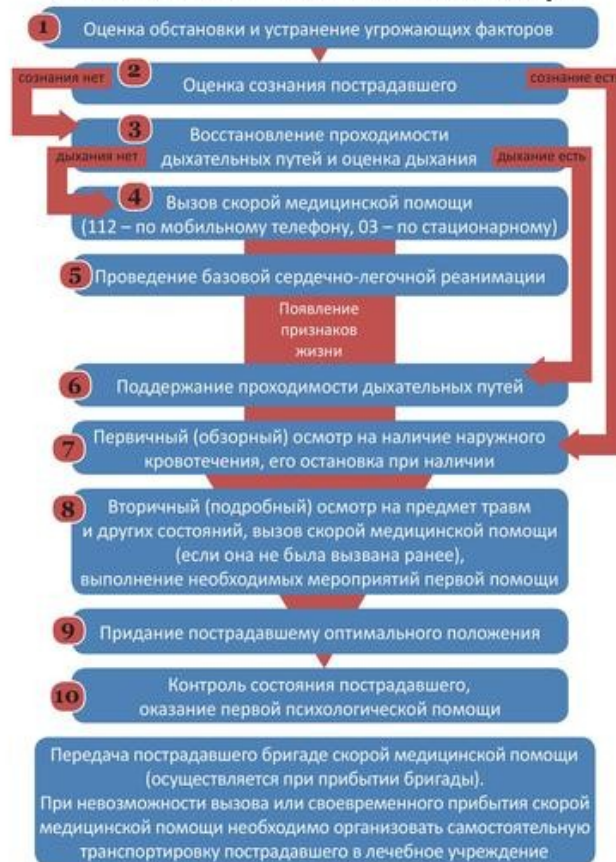 1 Оценка обстановки и устранение угрожающих факторов
сознания нет
2 Оценка сознания пострадавшего
сознание есть
3 Восстановление проходимости
дыхательных путей и оценка дыхания
дыхания нет
дыхание есть
4 Вызов скорой медицинской помощи
(112 – по мобильному телефону, 03 – по стационарному)
5 Проведение базовой сердечно-легочной реанимации
Появление
признаков
жизни
6 Поддержание проходимости дыхательных путей
7 Первичный (обзорный) осмотр на наличие наружного
кровотечения, его остановка при наличии
8 Вторичный (подробный) осмотр на предмет травм
и других состояний, вызов скорой медицинской помощи
(если она не была вызвана ранее),
выполнение необходимых мероприятий первой помощи
9 Придание пострадавшему оптимального положения
10 Контроль состояния пострадавшего,
оказание первой психологической помощи
Передача пострадавшего бригаде скорой медицинской помощи
(осуществляется при прибытии бригады).
При невозможности вызова или своевременного прибытия скорой
медицинской помощи необходимо организовать самостоятельную
транспортировку пострадавшего в лечебное учреждение